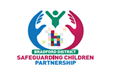 BRADFORD DISTRICT
SAFEGUARDING CHILDREN
PARTNERSHIP